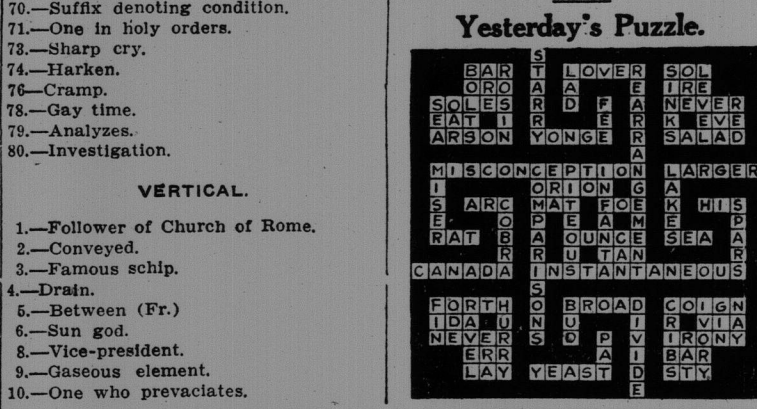 70.—Suffix denoting condition.
71.—One in holy orders.
73.—Sharp cry.
74.—Harken.
76—Cramp.
78.—Gay time.
79.—Analyzes.
80.—Investigation.
VERTICAL.
1.—Follower of Church of Rome.
2.—Conveyed.
3.—Famous schip.
4.—Drain.
5.—Between (Fr.)
6.—Sun god.
8.—Vice-president.
9.—Gaseous element.
10.—One who prevaciates.
Yesterday's Puzzle.
S
BAR T LOVER SOL
ORO A A E IRE
SOLES R D F A NEVER
EAT I R E R K EVE
ARSON YONGE R SALAD
A
MISCONCEPTION LARGER
I ORION G A
S ARC MAT FOE K HIS
E O P E A M E P
RAT B A OUNCE SEA A
R R U TAN R
CANADA INSTANTANEOUS
S
FORTH O BROAD COIGN
IDA U N U I R VIA
NEVER S D P V IRONY
ERR A I BAR
LAY YEAST D STY
E